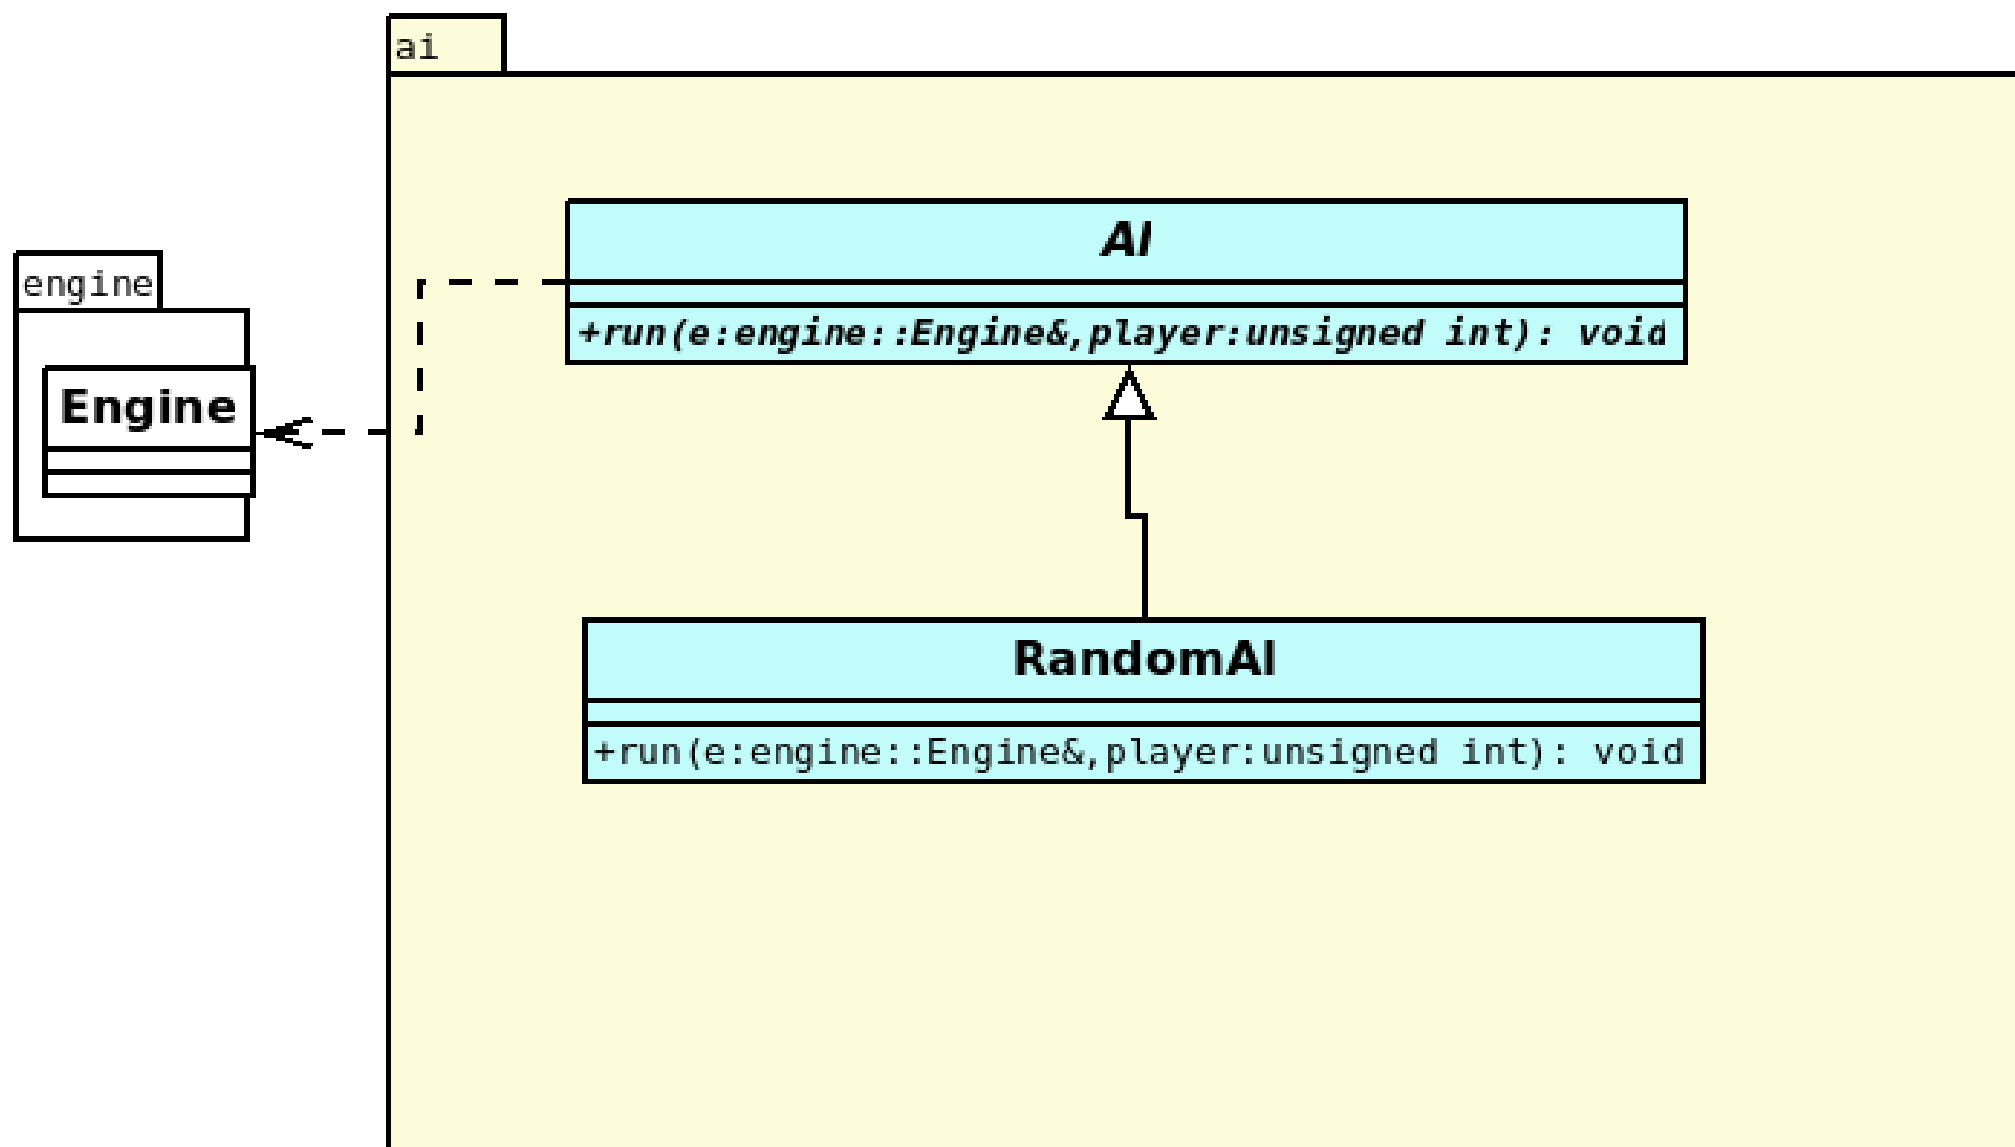 ai
AI
+run(e:engine::Engine&,player:unsigned int): void
engine
Engine
RandomAI
+run(e:engine::Engine&,player:unsigned int): void